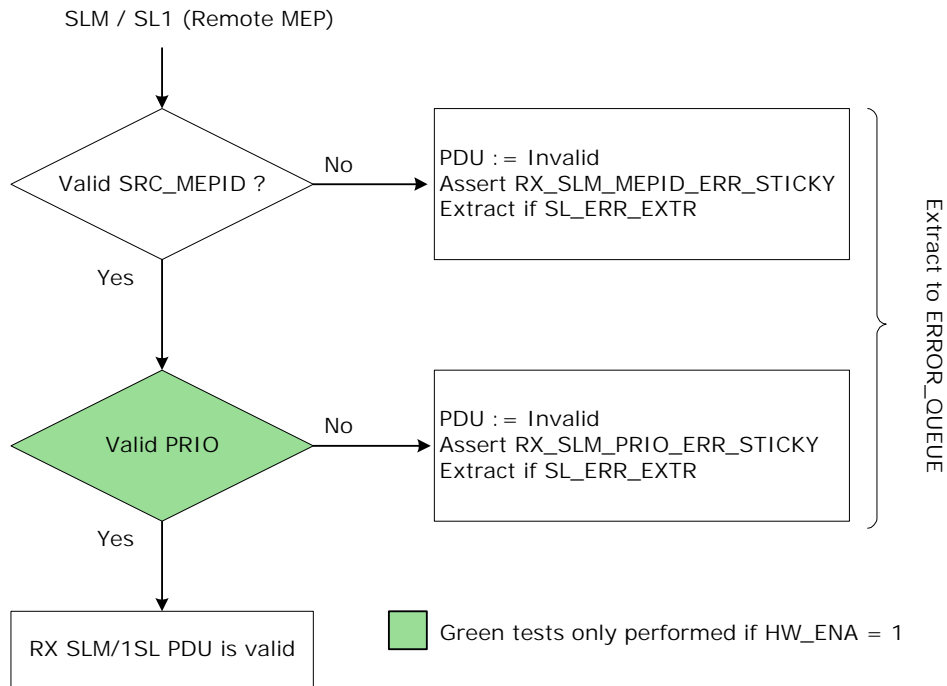 SLM / SL1 (Remote MEP)
Valid SRC_MEPID ?
No
PDU := Invalid
Assert RX_SLM_MEPID_ERR_STICKY
Extract if SL_ERR_EXTR
Yes
Extract to ERROR_QUEUE
Valid PRIO
No
PDU := Invalid
Assert RX_SLM_PRIO_ERR_STICKY
Extract if SL_ERR_EXTR
Yes
RX SLM/1SL PDU is valid
Green tests only performed if HW_ENA = 1